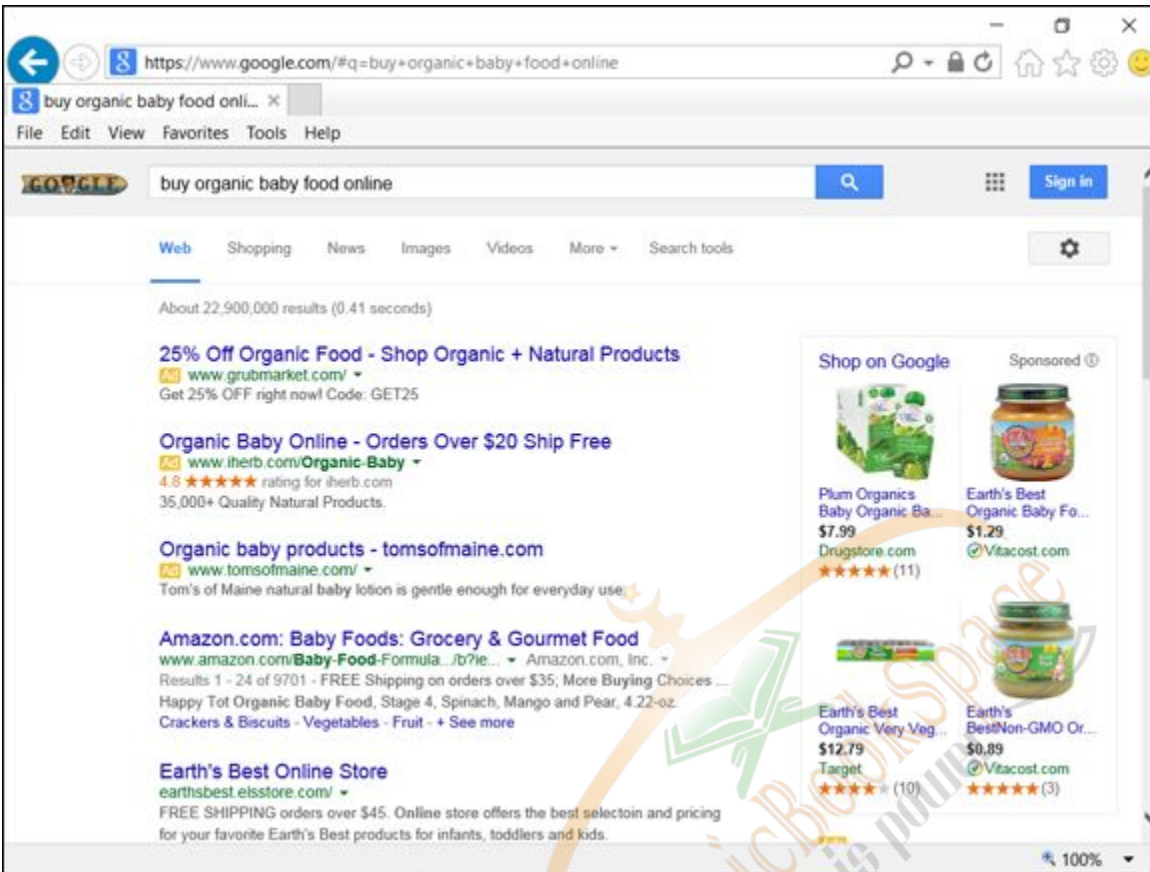 https://www.google.com/#q=buy+organic+baby+food+online
buy organic baby food onli...
File Edit View Favorites Tools Help
GOOGLE
buy organic baby food online
Sign in
Web Shopping News Images Videos More Search tools
About 22,900,000 results (0.41 seconds)
25% Off Organic Food - Shop Organic + Natural Products
Ad www.grubmarket.com/
Get 25% OFF right now! Code: GET25
Organic Baby Online - Orders Over $20 Ship Free
Ad www.iherb.com/Organic-Baby
4.8 ★★★★★ rating for iherb.com
35,000+ Quality Natural Products.
Organic baby products - tomsofmaine.com
Ad www.tomsofmaine.com/
Tom's of Maine natural baby lotion is gentle enough for everyday use.
Amazon.com: Baby Foods: Grocery & Gourmet Food
www.amazon.com/Baby-Food-Formula.../b?ie... Amazon.com, Inc.
Results 1 - 24 of 9701 - FREE Shipping on orders over $35; More Buying Choices ...
Happy Tot Organic Baby Food, Stage 4, Spinach, Mango and Pear, 4.22-oz.
Crackers & Biscuits - Vegetables - Fruit - + See more
Earth's Best Online Store
earthsbest.elsstore.com/
FREE SHIPPING orders over $45. Online store offers the best selectoin and pricing
for your favorite Earth's Best products for infants, toddlers and kids.
Shop on Google Sponsored
Plum Organics
Baby Organic Ba...
$7.99
Drugstore.com
★★★★★ (11)
Earth's Best
Organic Baby Fo...
$1.29
Vitacost.com
Earth's Best
Organic Very Veg...
$12.79
Target
★★★★★ (10)
Earth's
BestNon-GMO Or...
$0.89
Vitacost.com
★★★★★ (3)
100%